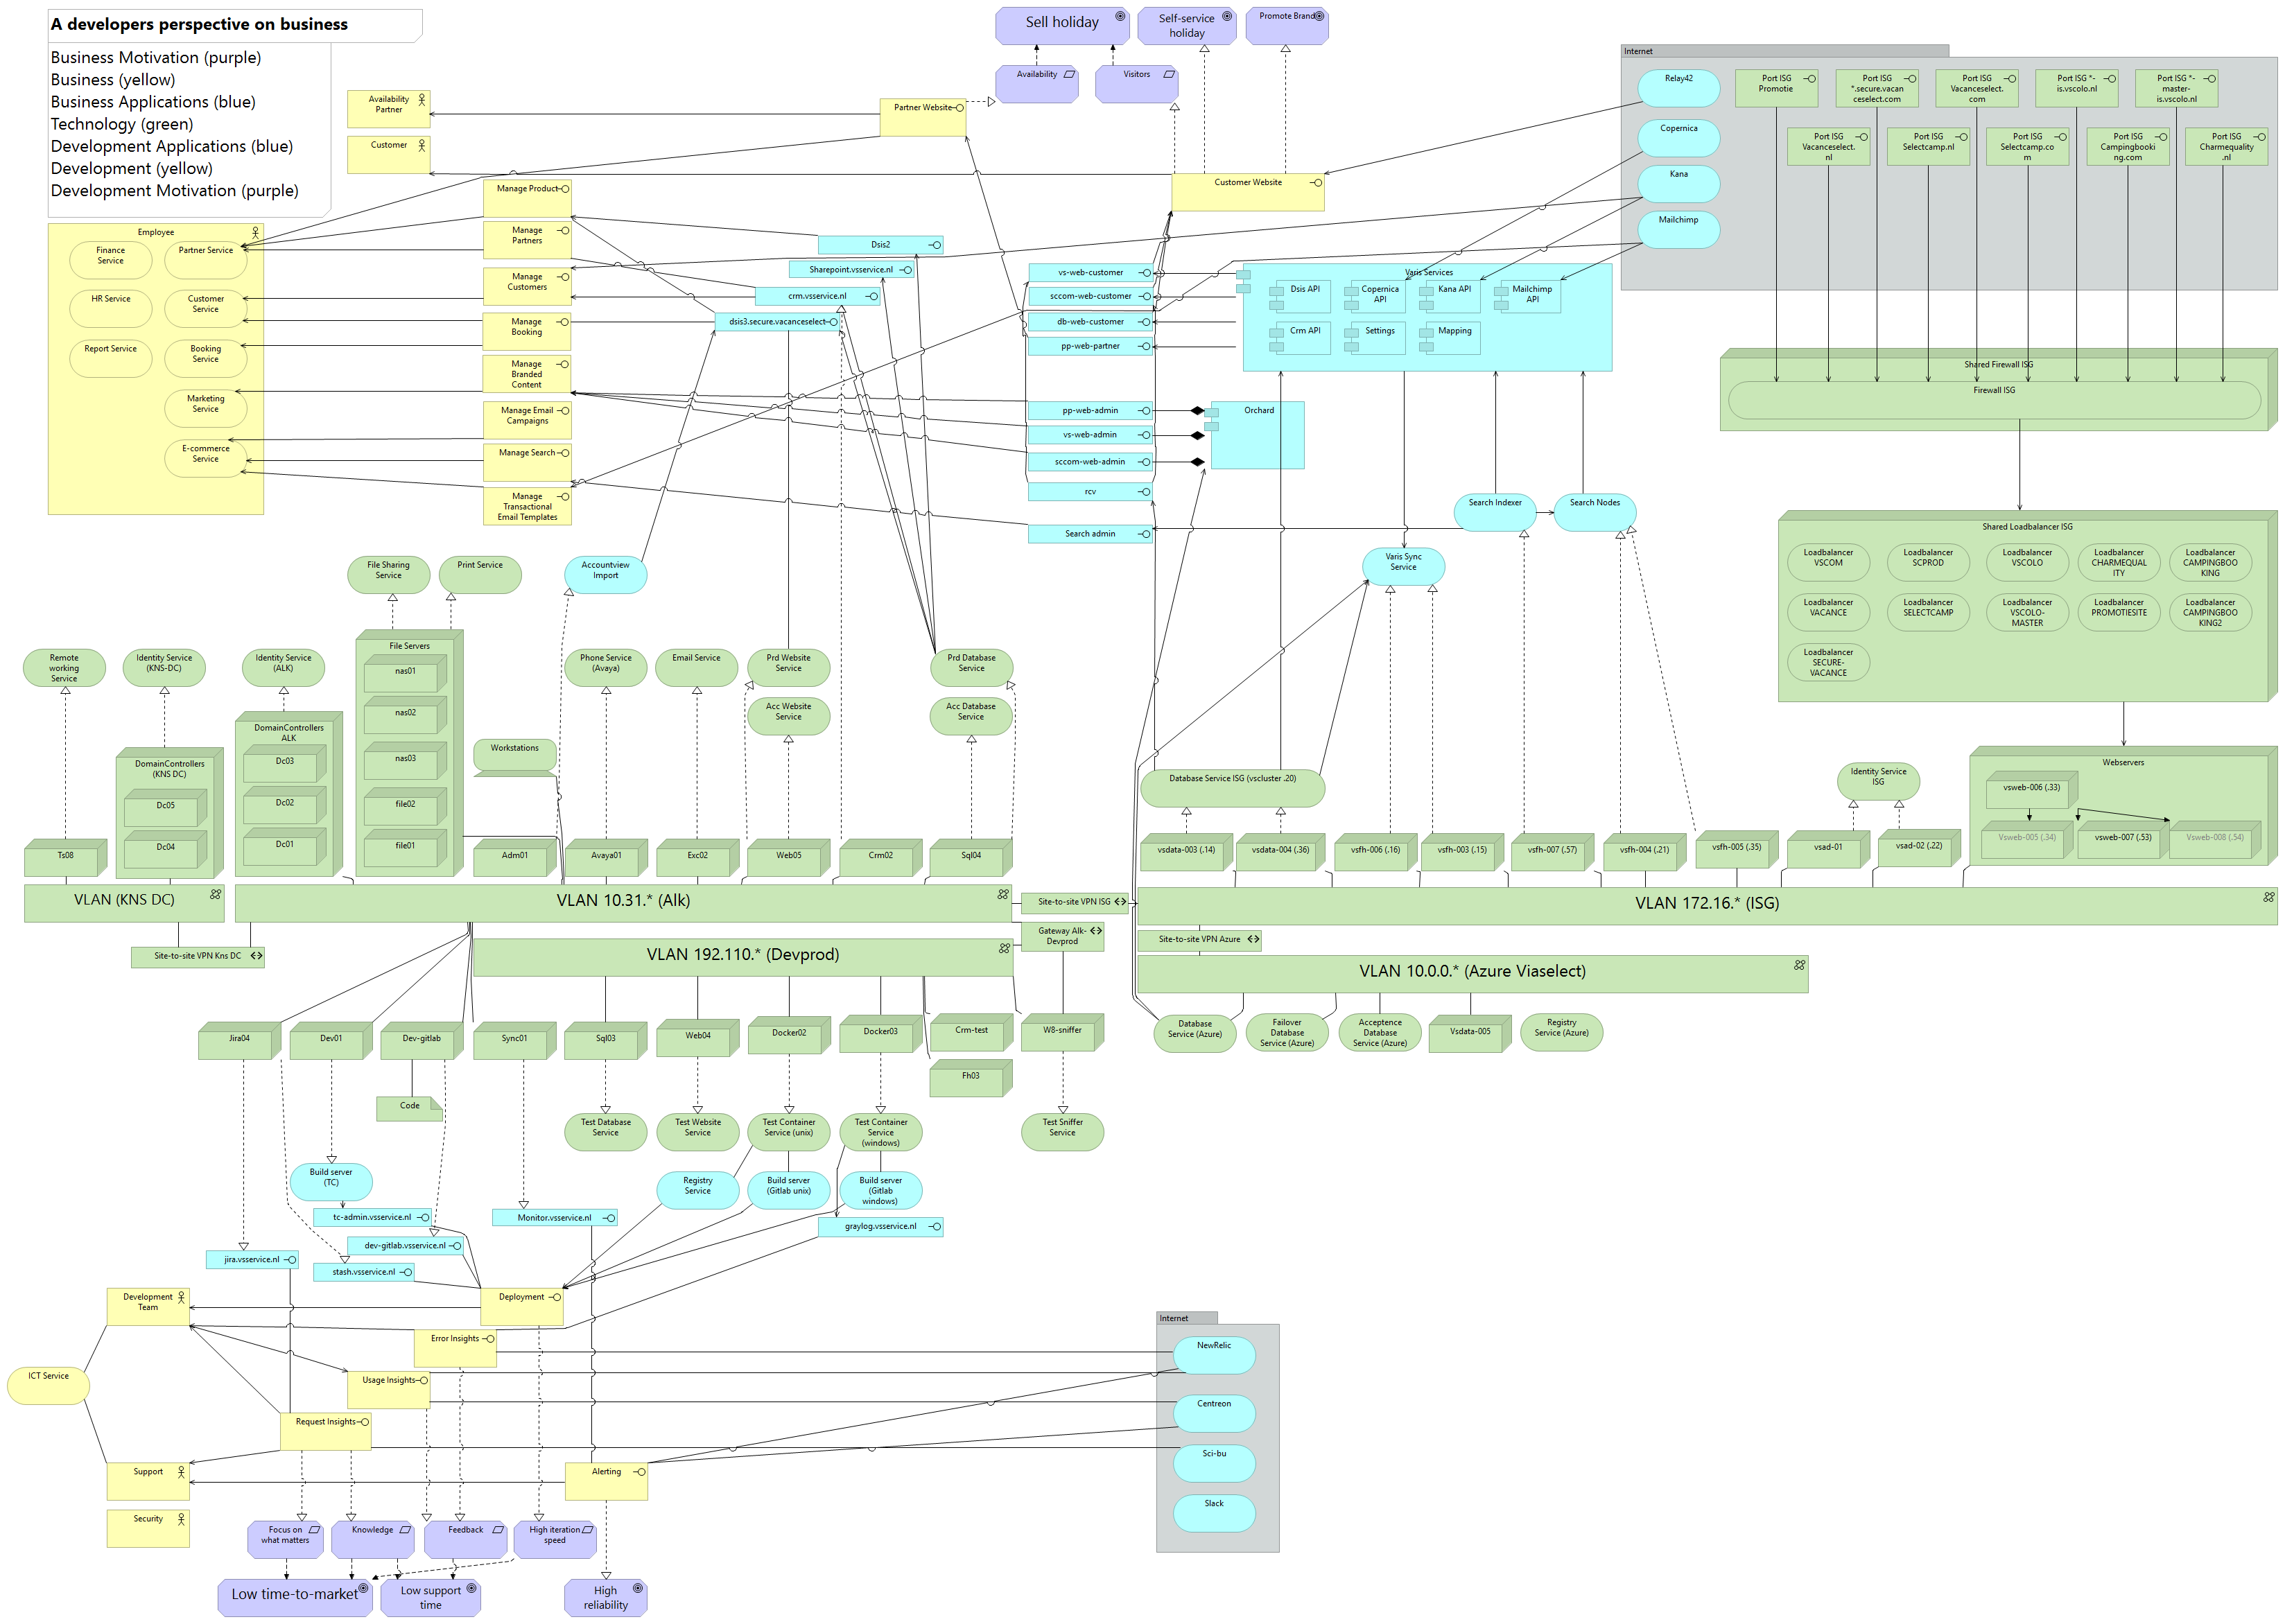 A developers perspective on business
Business Motivation (purple)
Business (yellow)
Business Applications (blue)
Technology (green)
Development Applications (blue)
Development (yellow)
Development Motivation (purple)
Sell holiday
Self-service
holiday
Promote Brand
Availability
Visitors
Availability
Partner
Customer
Partner Website
Customer Website
Internet
Relay42
Copernica
Kana
Mailchimp
Port ISG
Promotie
Port ISG
*.secure.vacan
ceselect.com
Port ISG
Vacanceselect.
com
Port ISG *-
is.vscolo.nl
Port ISG *-
master-
is.vscolo.nl
Port ISG
Vacanceselect.
nl
Port ISG
Selectcamp.nl
Port ISG
Selectcamp.co
m
Port ISG
Campingbooki
ng.com
Port ISG
Charmequality
.nl
Employee
Finance
Service
Partner Service
HR Service
Customer
Service
Report Service
Booking
Service
Marketing
Service
E-commerce
Service
Manage Product
Manage
Partners
Manage
Customers
Manage
Booking
Manage
Branded
Content
Manage Email
Campaigns
Manage Search
Manage
Transactional
Email Templates
Dsis2
Sharepoint.vsservice.nl
crm.vsservice.nl
dsis3.secure.vacanceselect
vs-web-customer
sccom-web-customer
db-web-customer
pp-web-partner
pp-web-admin
vs-web-admin
sccom-web-admin
rcv
Search admin
Varis Services
Dsis API
Copernica
API
Kana API
Mailchimp
API
Crm API
Settings
Mapping
Orchard
Search Indexer
Search Nodes
Varis Sync
Service
Shared Firewall ISG
Firewall ISG
Shared Loadbalancer ISG
Loadbalancer
VSCOM
Loadbalancer
SCPROD
Loadbalancer
VSCOLO
Loadbalancer
CHARMEQUAL
ITY
Loadbalancer
CAMPINGBOO
KING
Loadbalancer
VACANCE
Loadbalancer
SELECTCAMP
Loadbalancer
VSCOLO-
MASTER
Loadbalancer
PROMOTIESITE
Loadbalancer
CAMPINGBOO
KING2
Loadbalancer
SECURE-
VACANCE
File Sharing
Service
Print Service
Accountview
Import
Remote
working
Service
Identity Service
(KNS-DC)
Identity Service
(ALK)
File Servers
nas01
nas02
nas03
file02
file01
Phone Service
(Avaya)
Email Service
Prd Website
Service
Acc Website
Service
Prd Database
Service
Acc Database
Service
DomainControllers
ALK
Dc03
Dc02
Dc01
DomainControllers
(KNS DC)
Dc05
Dc04
Workstations
Database Service ISG (vscluster .20)
Identity Service
ISG
Webservers
vsweb-006 (.33)
Vsweb-005 (.34)
vsweb-007 (.53)
Vsweb-008 (.54)
Ts08
Adm01
Avaya01
Exc02
Web05
Crm02
Sql04
vsdata-003 (.14)
vsdata-004 (.36)
vsfh-006 (.16)
vsfh-003 (.15)
vsfh-007 (.57)
vsfh-004 (.21)
vsfh-005 (.35)
vsad-01
vsad-02 (.22)
VLAN (KNS DC)
VLAN 10.31.* (Alk)
Site-to-site VPN ISG
VLAN 172.16.* (ISG)
Site-to-site VPN Kns DC
VLAN 192.110.* (Devprod)
Gateway Alk-
Devprod
Site-to-site VPN Azure
VLAN 10.0.0.* (Azure Viaselect)
Jira04
Dev01
Dev-gitlab
Sync01
Sql03
Web04
Docker02
Docker03
Crm-test
W8-sniffer
Fh03
Database
Service (Azure)
Failover
Database
Service (Azure)
Acceptence
Database
Service (Azure)
Vsdata-005
Registry
Service (Azure)
Code
Test Database
Service
Test Website
Service
Test Container
Service (unix)
Test Container
Service
(windows)
Test Sniffer
Service
Build server
(TC)
Registry
Service
Build server
(Gitlab unix)
Build server
(Gitlab
windows)
tc-admin.vsservice.nl
Monitor.vsservice.nl
graylog.vsservice.nl
dev-gitlab.vsservice.nl
jira.vsservice.nl
stash.vsservice.nl
Development
Team
Deployment
Error Insights
Usage Insights
Request Insights
ICT Service
Support
Alerting
Security
Internet
NewRelic
Centreon
Sci-bu
Slack
Focus on
what matters
Knowledge
Feedback
High iteration
speed
Low time-to-market
Low support
time
High
reliability